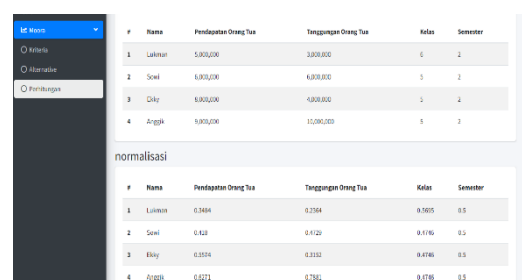 Moora
Kriteria
Alternative
Perhitungan
# Nama Pendapatan Orang Tua Tanggungan Orang Tua Kelas Semester
1 Lukman 5,000,000 3,000,000 6 2
2 Sewi 6,000,000 6,000,000 5 2
3 Ekky 8,000,000 4,000,000 5 2
4 Anggik 9,000,000 10,000,000 5 2
normalisasi
# Nama Pendapatan Orang Tua Tanggungan Orang Tua Kelas Semester
1 Lukman 0.3484 0.2364 0.5695 0.5
2 Sewi 0.418 0.4729 0.4746 0.5
3 Ekky 0.5574 0.3152 0.4746 0.5
4 Anggik 0.6271 0.7881 0.4746 0.5